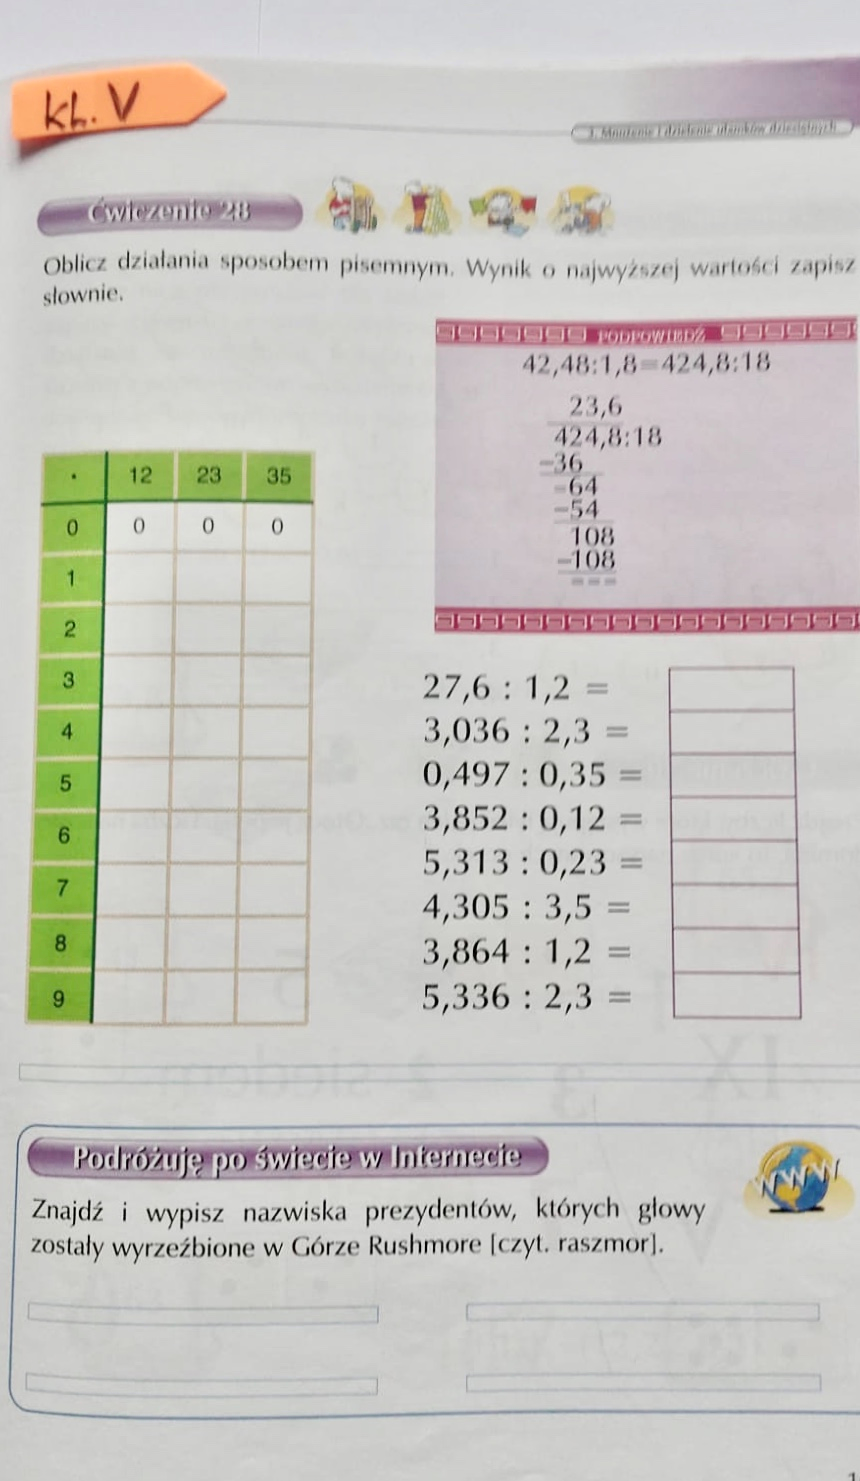 kl. V
3. Mnożenie i dzielenie ułamków dziesiętnych
Ćwiczenie 28
Oblicz działania sposobem pisemnym. Wynik o najwyższej wartości zapisz
słownie.
PODPOWIEDŹ
42,48:1,8=424,8:18
23,6
424,8:18
-36
-64
-54
108
-108
===
· 12 23 35
0 0 0 0
1
2
3
4
5
6
7
8
9
27,6 : 1,2 =
3,036 : 2,3 =
0,497 : 0,35 =
3,852 : 0,12 =
5,313 : 0,23 =
4,305 : 3,5 =
3,864 : 1,2 =
5,336 : 2,3 =
Podróżuję po świecie w Internecie
WWW
Znajdź i wypisz nazwiska prezydentów, których głowy
zostały wyrzeźbione w Górze Rushmore [czyt. raszmor].